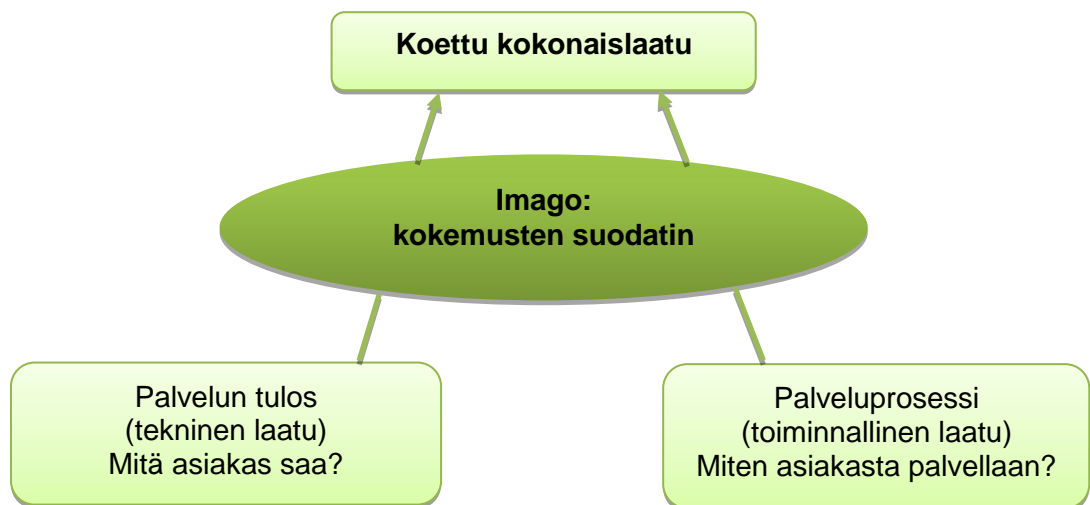 Koettu kokonaislaatu
Imago:
kokemusten suodatin
Palvelun tulos
(tekninen laatu)
Mitä asiakas saa?
Palveluprosessi
(toiminnallinen laatu)
Miten asiakasta palvellaan?